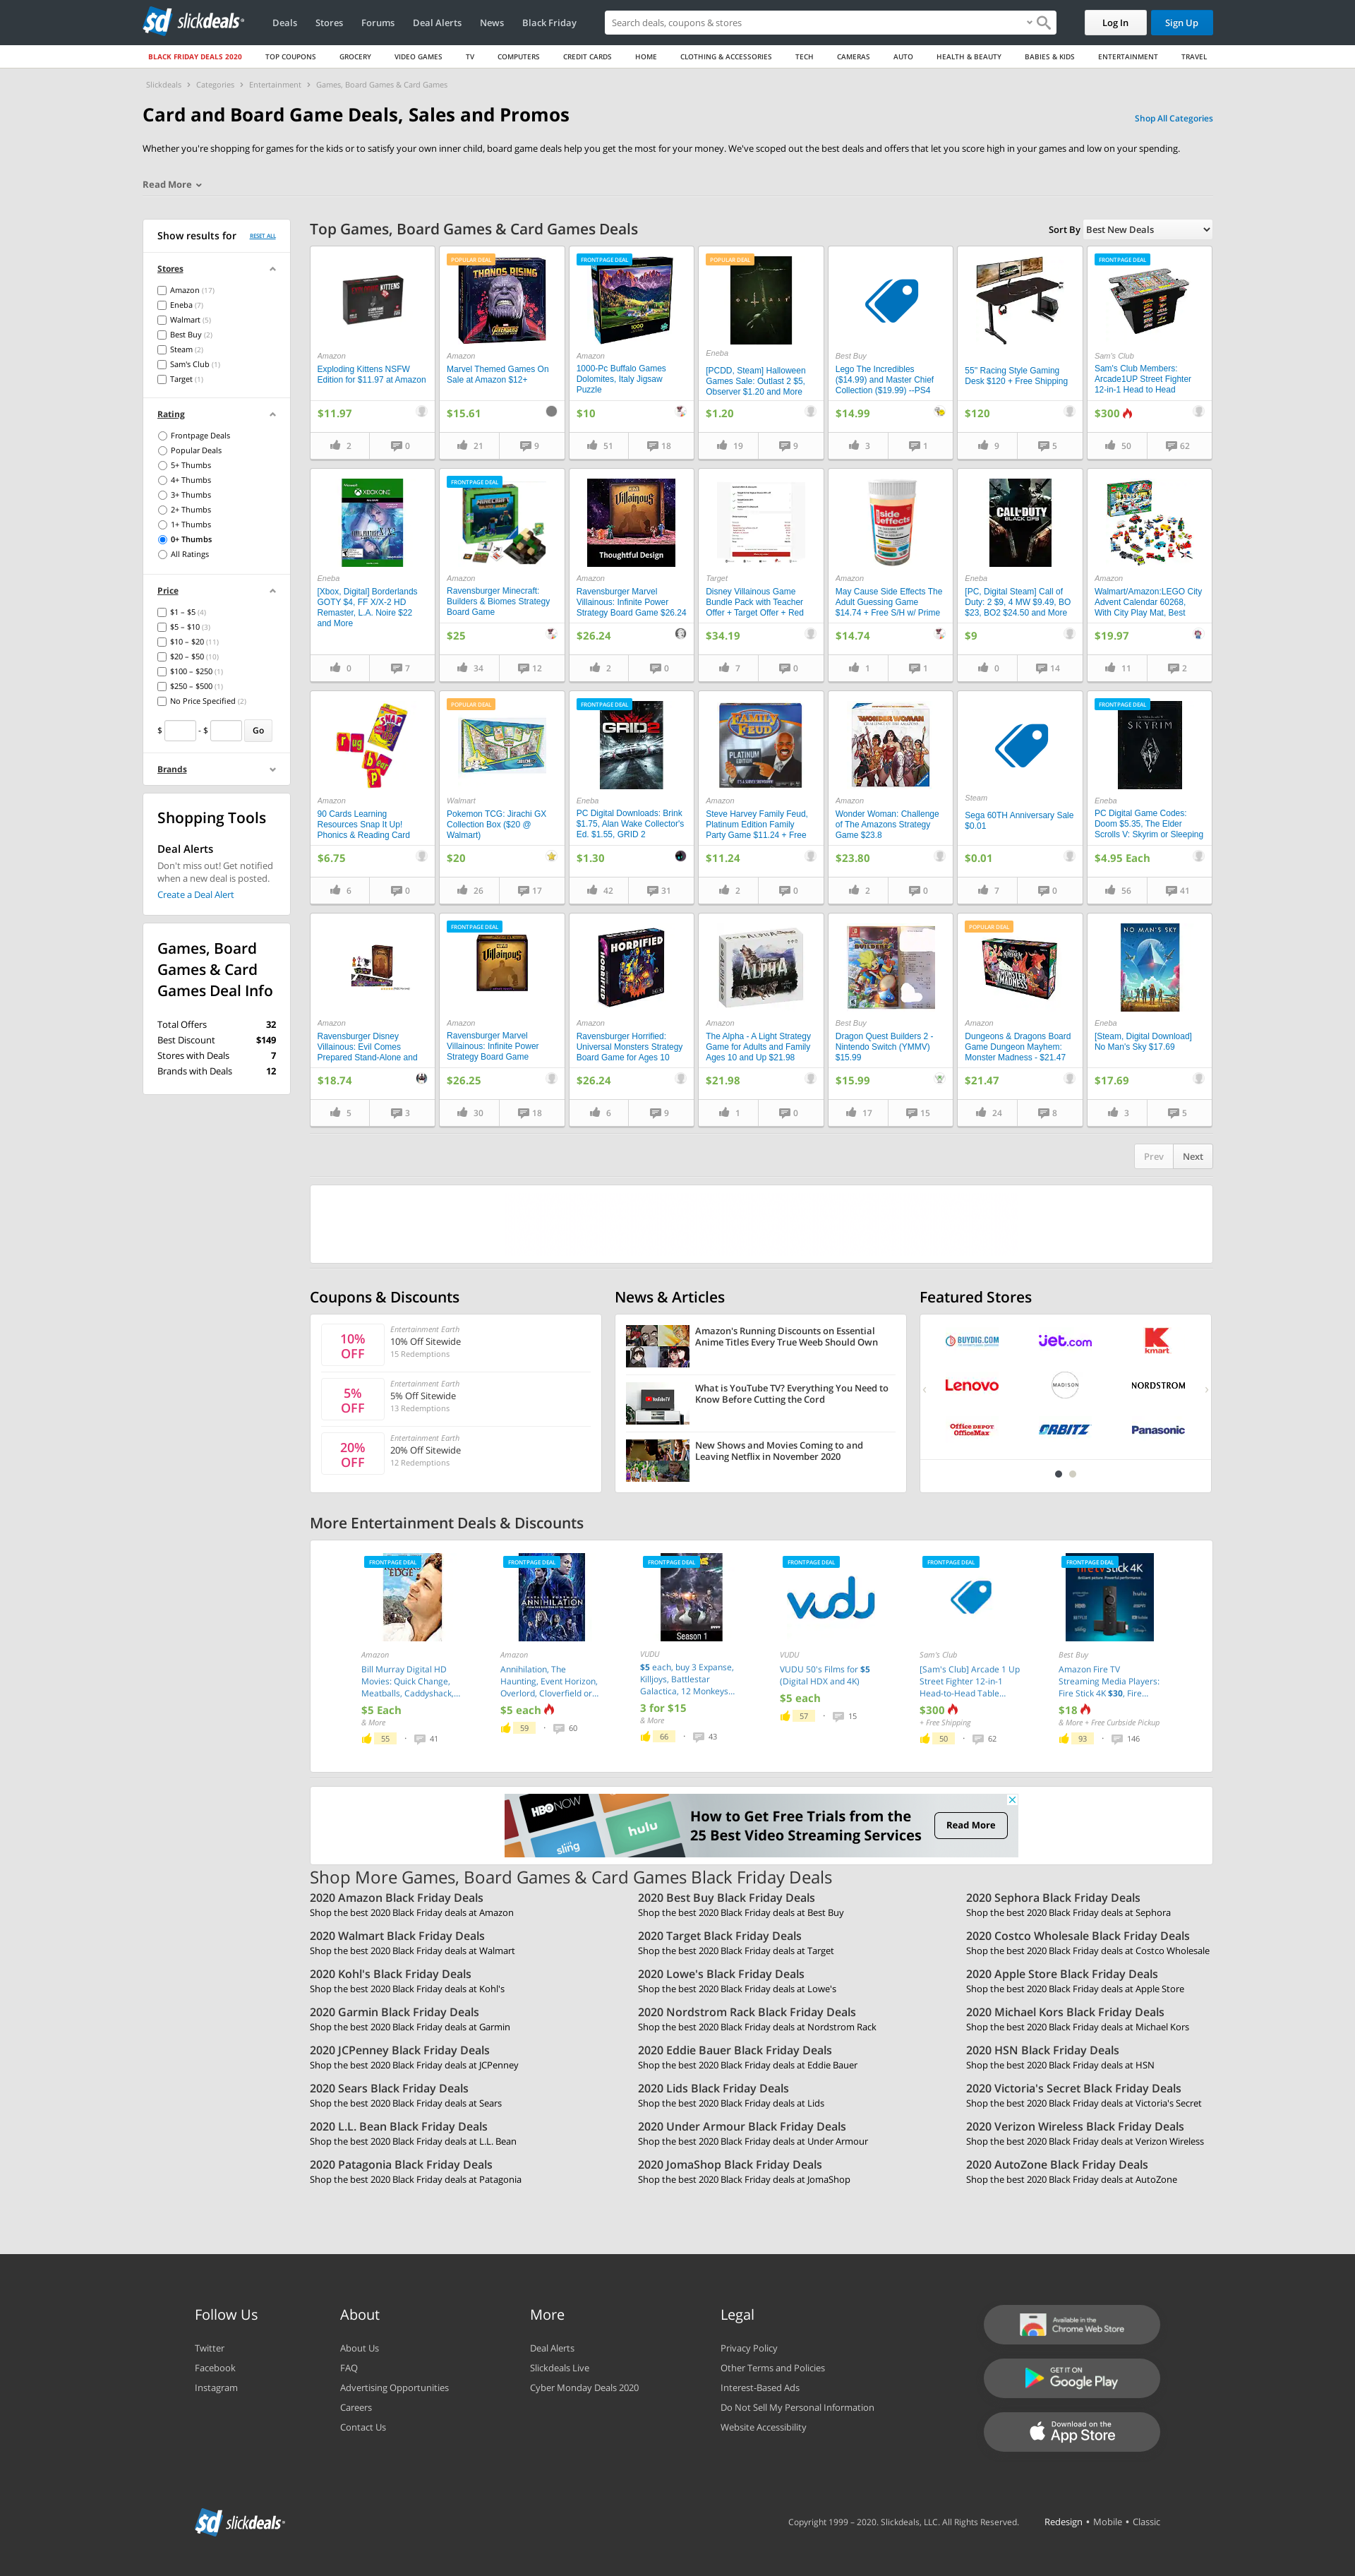 sd slickdeals
Deals Stores Forums Deal Alerts News Black Friday
Search deals, coupons & stores
Log In Sign Up
BLACK FRIDAY DEALS 2020 TOP COUPONS GROCERY VIDEO GAMES TV COMPUTERS CREDIT CARDS HOME CLOTHING & ACCESSORIES TECH CAMERAS AUTO HEALTH & BEAUTY BABIES & KIDS ENTERTAINMENT TRAVEL
Slickdeals › Categories › Entertainment › Games, Board Games & Card Games
Card and Board Game Deals, Sales and Promos
Shop All Categories
Whether you're shopping for games for the kids or to satisfy your own inner child, board game deals help you get the most for your money. We've scoped out the best deals and offers that let you score high in your games and low on your spending.
Read More
Show results for RESET ALL
Stores
Amazon (17)
Eneba (7)
Walmart (5)
Best Buy (2)
Steam (2)
Sam's Club (1)
Target (1)
Rating
Frontpage Deals
Popular Deals
5+ Thumbs
4+ Thumbs
3+ Thumbs
2+ Thumbs
1+ Thumbs
0+ Thumbs
All Ratings
Price
$1 – $5 (4)
$5 – $10 (3)
$10 – $20 (11)
$20 – $50 (10)
$100 – $250 (1)
$250 – $500 (1)
No Price Specified (2)
$ - $ Go
Brands
Shopping Tools
Deal Alerts
Don't miss out! Get notified
when a new deal is posted.
Create a Deal Alert
Games, Board
Games & Card
Games Deal Info
Total Offers 32
Best Discount $149
Stores with Deals 7
Brands with Deals 12
Top Games, Board Games & Card Games Deals
Sort By Best New Deals
Amazon
Exploding Kittens NSFW
Edition for $11.97 at Amazon
$11.97
2 0
POPULAR DEAL
THANOS RISING
Amazon
Marvel Themed Games On
Sale at Amazon $12+
$15.61
21 9
FRONTPAGE DEAL
1000
Amazon
1000-Pc Buffalo Games
Dolomites, Italy Jigsaw
Puzzle
$10
51 18
POPULAR DEAL
OUTLAST
Eneba
[PCDD, Steam] Halloween
Games Sale: Outlast 2 $5,
Observer $1.20 and More
$1.20
19 9
Best Buy
Lego The Incredibles
($14.99) and Master Chief
Collection ($19.99) --PS4
$14.99
3 1
55" Racing Style Gaming
Desk $120 + Free Shipping
$120
9 5
FRONTPAGE DEAL
Sam's Club
Sam's Club Members:
Arcade1UP Street Fighter
12-in-1 Head to Head
$300
50 62
XBOX ONE
Eneba
[Xbox, Digital] Borderlands
GOTY $4, FF X/X-2 HD
Remaster, L.A. Noire $22
and More
0 7
FRONTPAGE DEAL
MINECRAFT
Amazon
Ravensburger Minecraft:
Builders & Biomes Strategy
Board Game
$25
34 12
Villainous
Thoughtful Design
Amazon
Ravensburger Marvel
Villainous: Infinite Power
Strategy Board Game $26.24
$26.24
2 0
Target
Disney Villainous Game
Bundle Pack with Teacher
Offer + Target Offer + Red
$34.19
7 0
side effects
Amazon
May Cause Side Effects The
Adult Guessing Game
$14.74 + Free S/H w/ Prime
$14.74
1 1
CALL OF DUTY
BLACK OPS
Eneba
[PC, Digital Steam] Call of
Duty: 2 $9, 4 MW $9.49, BO
$23, BO2 $24.50 and More
$9
0 14
Amazon
Walmart/Amazon:LEGO City
Advent Calendar 60268,
With City Play Mat, Best
$19.97
11 2
SNAP
Amazon
90 Cards Learning
Resources Snap It Up!
Phonics & Reading Card
$6.75
6 0
POPULAR DEAL
Walmart
Pokemon TCG: Jirachi GX
Collection Box ($20 @
Walmart)
$20
26 17
FRONTPAGE DEAL
GRID 2
Eneba
PC Digital Downloads: Brink
$1.75, Alan Wake Collector's
Ed. $1.55, GRID 2
$1.30
42 31
FAMILY FEUD
PLATINUM EDITION
Amazon
Steve Harvey Family Feud,
Platinum Edition Family
Party Game $11.24 + Free
$11.24
2 0
WONDER WOMAN
Amazon
Wonder Woman: Challenge
of The Amazons Strategy
Game $23.8
$23.80
2 0
Steam
Sega 60TH Anniversary Sale
$0.01
$0.01
7 0
FRONTPAGE DEAL
SKYRIM
Eneba
PC Digital Game Codes:
Doom $5.35, The Elder
Scrolls V: Skyrim or Sleeping
$4.95 Each
56 41
Amazon
Ravensburger Disney
Villainous: Evil Comes
Prepared Stand-Alone and
$18.74
5 3
FRONTPAGE DEAL
Villainous
Amazon
Ravensburger Marvel
Villainous: Infinite Power
Strategy Board Game
$26.25
30 18
HORRIFIED
Amazon
Ravensburger Horrified:
Universal Monsters Strategy
Board Game for Ages 10
$26.24
6 9
ALPHA
Amazon
The Alpha - A Light Strategy
Game for Adults and Family
Ages 10 and Up $21.98
$21.98
1 0
BUILDERS
Best Buy
Dragon Quest Builders 2 -
Nintendo Switch (YMMV)
$15.99
$15.99
17 15
POPULAR DEAL
MONSTER MADNESS
Amazon
Dungeons & Dragons Board
Game Dungeon Mayhem:
Monster Madness - $21.47
$21.47
24 8
NO MAN'S SKY
Eneba
[Steam, Digital Download]
No Man's Sky $17.69
$17.69
3 5
Prev Next
Coupons & Discounts
10% OFF
Entertainment Earth
10% Off Sitewide
15 Redemptions
5% OFF
Entertainment Earth
5% Off Sitewide
13 Redemptions
20% OFF
Entertainment Earth
20% Off Sitewide
12 Redemptions
News & Articles
Amazon's Running Discounts on Essential
Anime Titles Every True Weeb Should Own
YouTube TV
What is YouTube TV? Everything You Need to
Know Before Cutting the Cord
New Shows and Movies Coming to and
Leaving Netflix in November 2020
Featured Stores
BUYDIG.COM jet.com kmart
Lenovo MADISON NORDSTROM
Office DEPOT OfficeMax ORBITZ Panasonic
More Entertainment Deals & Discounts
FRONTPAGE DEAL
EDGE
Amazon
Bill Murray Digital HD
Movies: Quick Change,
Meatballs, Caddyshack,...
$5 Each
& More
55 · 41
FRONTPAGE DEAL
ANNIHILATION
Amazon
Annihilation, The
Haunting, Event Horizon,
Overlord, Cloverfield or...
$5 each
59 · 60
FRONTPAGE DEAL
Season 1
VUDU
$5 each, buy 3 Expanse,
Killjoys, Battlestar
Galactica, 12 Monkeys...
3 for $15
& More
66 · 43
FRONTPAGE DEAL
vudu
VUDU
VUDU 50's Films for $5
(Digital HDX and 4K)
$5 each
57 · 15
FRONTPAGE DEAL
Sam's Club
[Sam's Club] Arcade 1 Up
Street Fighter 12-in-1
Head-to-Head Table...
$300
+ Free Shipping
50 · 62
FRONTPAGE DEAL
firetvstick 4K
Best Buy
Amazon Fire TV
Streaming Media Players:
Fire Stick 4K $30, Fire...
$18
& More + Free Curbside Pickup
93 · 146
HBO NOW
hulu
sling
How to Get Free Trials from the
25 Best Video Streaming Services
Read More
Shop More Games, Board Games & Card Games Black Friday Deals
2020 Amazon Black Friday Deals 2020 Best Buy Black Friday Deals 2020 Sephora Black Friday Deals
Shop the best 2020 Black Friday deals at Amazon Shop the best 2020 Black Friday deals at Best Buy Shop the best 2020 Black Friday deals at Sephora
2020 Walmart Black Friday Deals 2020 Target Black Friday Deals 2020 Costco Wholesale Black Friday Deals
Shop the best 2020 Black Friday deals at Walmart Shop the best 2020 Black Friday deals at Target Shop the best 2020 Black Friday deals at Costco Wholesale
2020 Kohl's Black Friday Deals 2020 Lowe's Black Friday Deals 2020 Apple Store Black Friday Deals
Shop the best 2020 Black Friday deals at Kohl's Shop the best 2020 Black Friday deals at Lowe's Shop the best 2020 Black Friday deals at Apple Store
2020 Garmin Black Friday Deals 2020 Nordstrom Rack Black Friday Deals 2020 Michael Kors Black Friday Deals
Shop the best 2020 Black Friday deals at Garmin Shop the best 2020 Black Friday deals at Nordstrom Rack Shop the best 2020 Black Friday deals at Michael Kors
2020 JCPenney Black Friday Deals 2020 Eddie Bauer Black Friday Deals 2020 HSN Black Friday Deals
Shop the best 2020 Black Friday deals at JCPenney Shop the best 2020 Black Friday deals at Eddie Bauer Shop the best 2020 Black Friday deals at HSN
2020 Sears Black Friday Deals 2020 Lids Black Friday Deals 2020 Victoria's Secret Black Friday Deals
Shop the best 2020 Black Friday deals at Sears Shop the best 2020 Black Friday deals at Lids Shop the best 2020 Black Friday deals at Victoria's Secret
2020 L.L. Bean Black Friday Deals 2020 Under Armour Black Friday Deals 2020 Verizon Wireless Black Friday Deals
Shop the best 2020 Black Friday deals at L.L. Bean Shop the best 2020 Black Friday deals at Under Armour Shop the best 2020 Black Friday deals at Verizon Wireless
2020 Patagonia Black Friday Deals 2020 JomaShop Black Friday Deals 2020 AutoZone Black Friday Deals
Shop the best 2020 Black Friday deals at Patagonia Shop the best 2020 Black Friday deals at JomaShop Shop the best 2020 Black Friday deals at AutoZone
Follow Us
Twitter
Facebook
Instagram
About
About Us
FAQ
Advertising Opportunities
Careers
Contact Us
More
Deal Alerts
Slickdeals Live
Cyber Monday Deals 2020
Legal
Privacy Policy
Other Terms and Policies
Interest-Based Ads
Do Not Sell My Personal Information
Website Accessibility
Available in the
Chrome Web Store
GET IT ON
Google Play
Download on the
App Store
sd slickdeals
Copyright 1999 – 2020. Slickdeals, LLC. All Rights Reserved. Redesign • Mobile • Classic